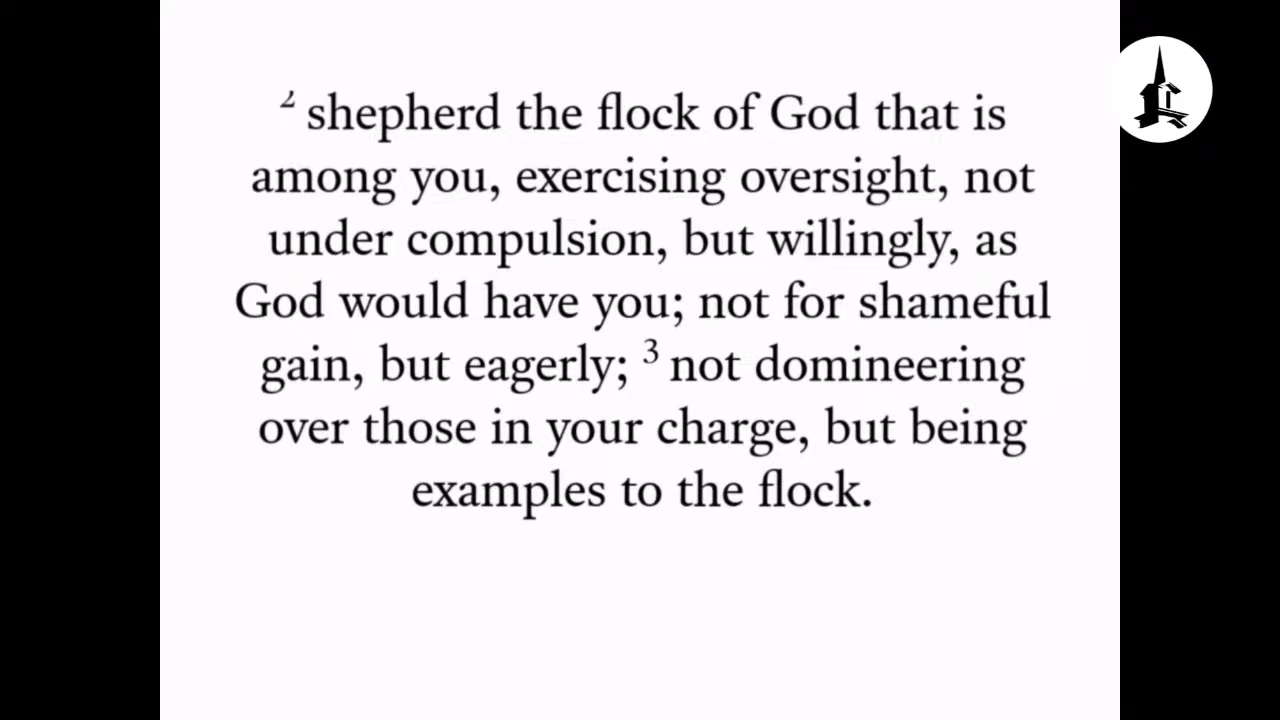 2 shepherd the flock of God that is
among you, exercising oversight, not
under compulsion, but willingly, as
God would have you; not for shameful
gain, but eagerly; 3 not domineering
over those in your charge, but being
examples to the flock.